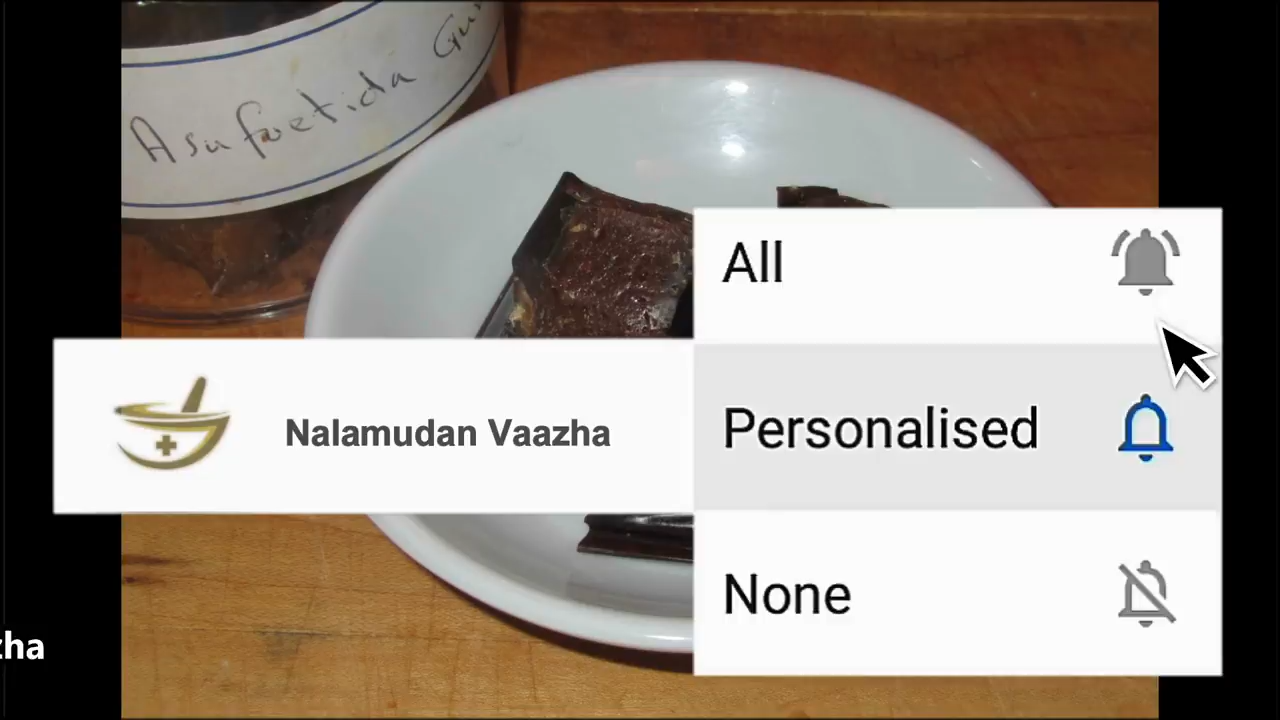 Asafoetida
All
Nalamudan Vaazha
Personalised
None
zha